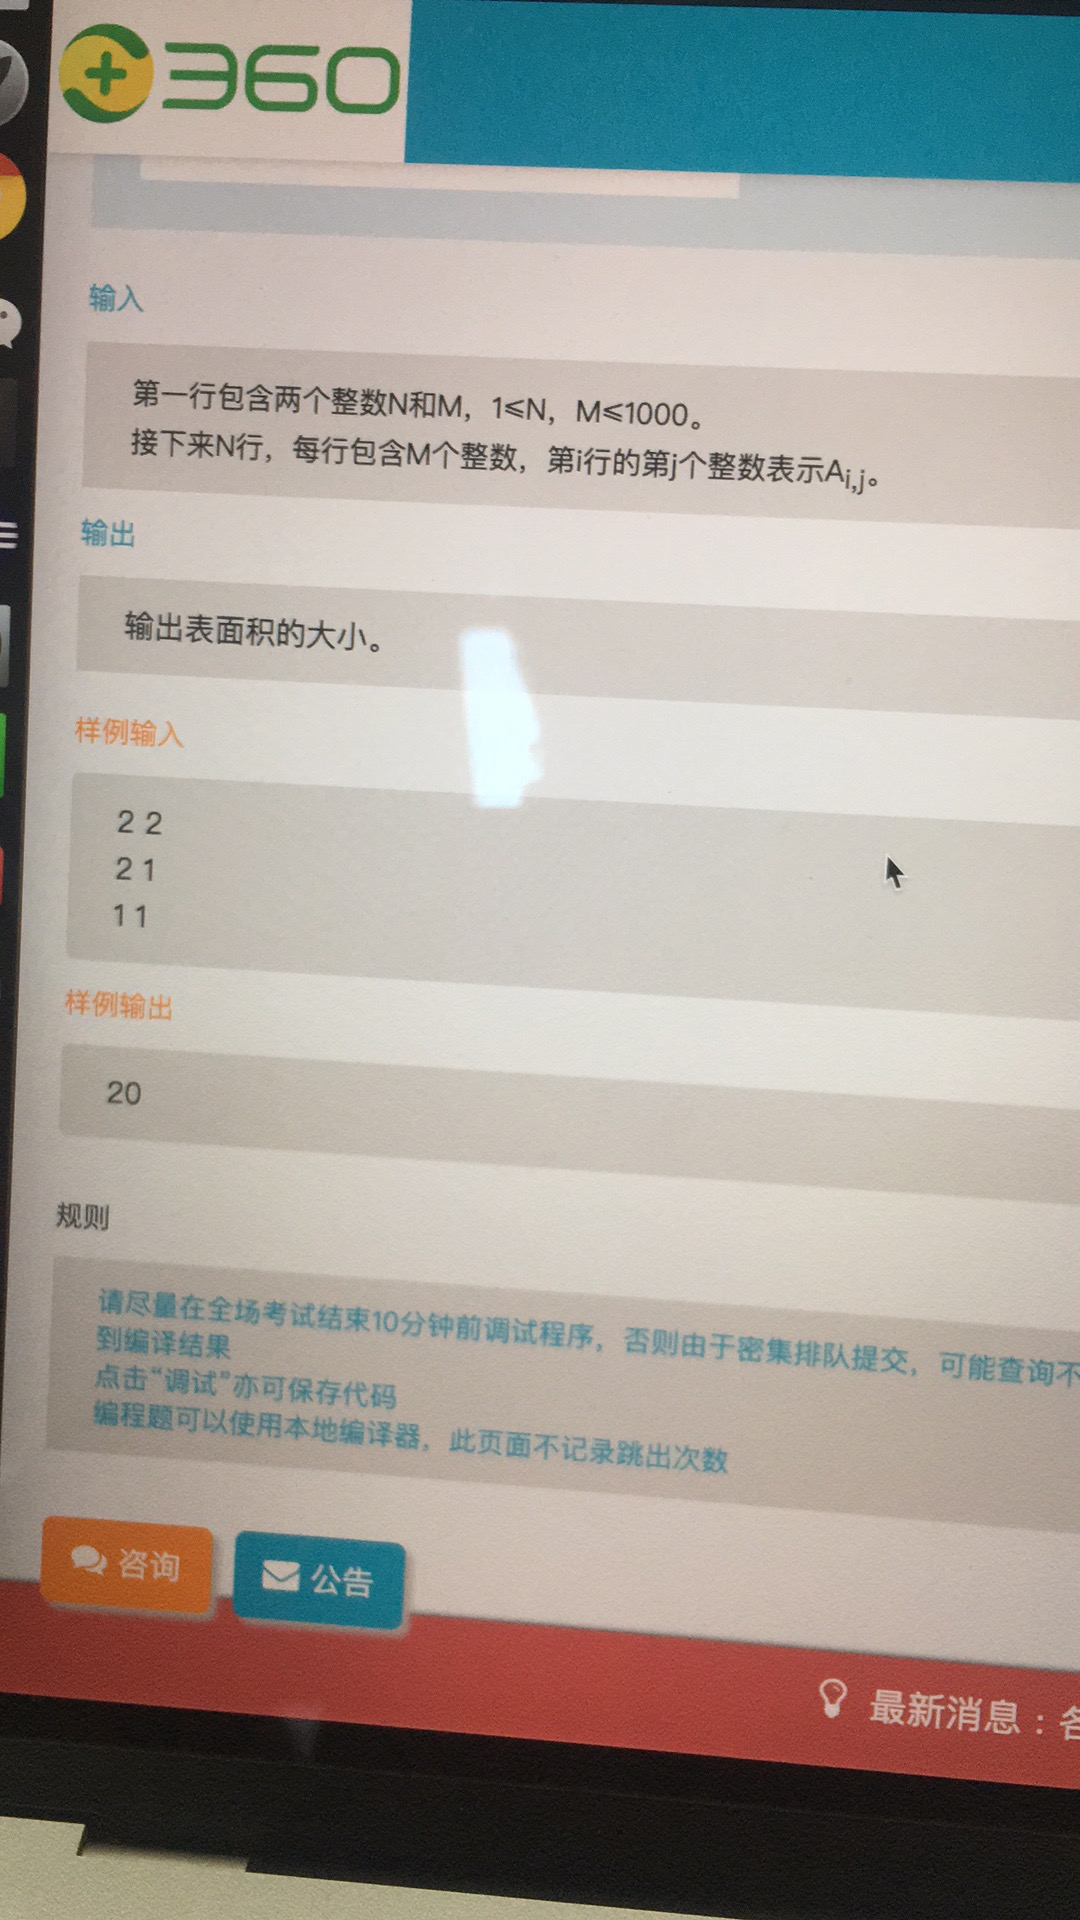 360
输入
第一行包含两个整数N和M，1≤N，M≤1000。
接下来N行，每行包含M个整数，第i行的第j个整数表示Ai,j。
输出
输出表面积的大小。
样例输入
2 2
2 1
1 1
样例输出
20
规则
请尽量在全场考试结束10分钟前调试程序，否则由于密集排队提交，可能查询不
到编译结果
点击“调试”亦可保存代码
编程题可以使用本地编译器，此页面不记录跳出次数
咨询
公告
最新消息：各